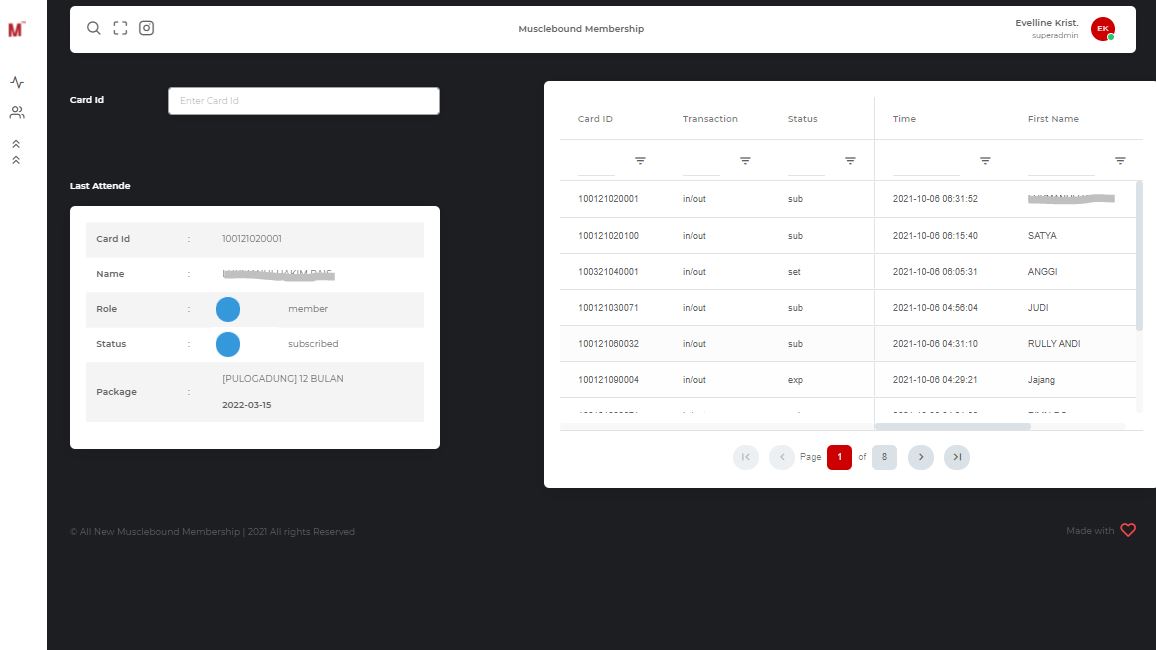 M
Musclebound Membership
Evelline Krist.
superadmin
EK
Card Id
Enter Card Id
Last Attende
Card Id : 100121020001
Name :
Role : member
Status : subscribed
Package : [PULOGADUNG] 12 BULAN
2022-03-15
Card ID Transaction Status Time First Name
100121020001 in/out sub 2021-10-06 06:31:52
100121020100 in/out sub 2021-10-06 06:15:40 SATYA
100321040001 in/out set 2021-10-06 06:05:31 ANGGI
100121030071 in/out sub 2021-10-06 04:56:04 JUDI
100121060032 in/out sub 2021-10-06 04:31:10 RULLY ANDI
100121090004 in/out exp 2021-10-06 04:29:21 Jajang
Page 1 of 8
© All New Musclebound Membership | 2021 All rights Reserved
Made with